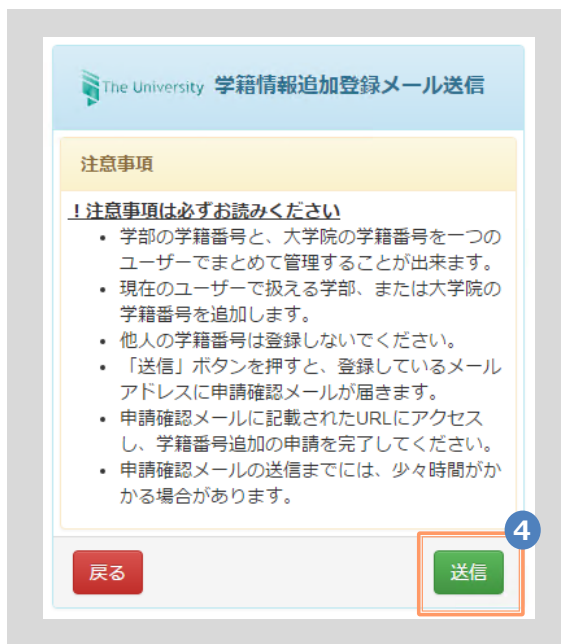 The University 学籍情報追加登録メール送信
注意事項
！注意事項は必ずお読みください
• 学部の学籍番号と、大学院の学籍番号を一つの
ユーザーでまとめて管理することが出来ます。
• 現在のユーザーで扱える学部、または大学院の
学籍番号を追加します。
• 他人の学籍番号は登録しないでください。
• 「送信」ボタンを押すと、登録しているメール
アドレスに申請確認メールが届きます。
• 申請確認メールに記載されたURLにアクセス
し、学籍番号追加の申請を完了してください。
• 申請確認メールの送信までには、少々時間がか
かる場合があります。
4
戻る 送信